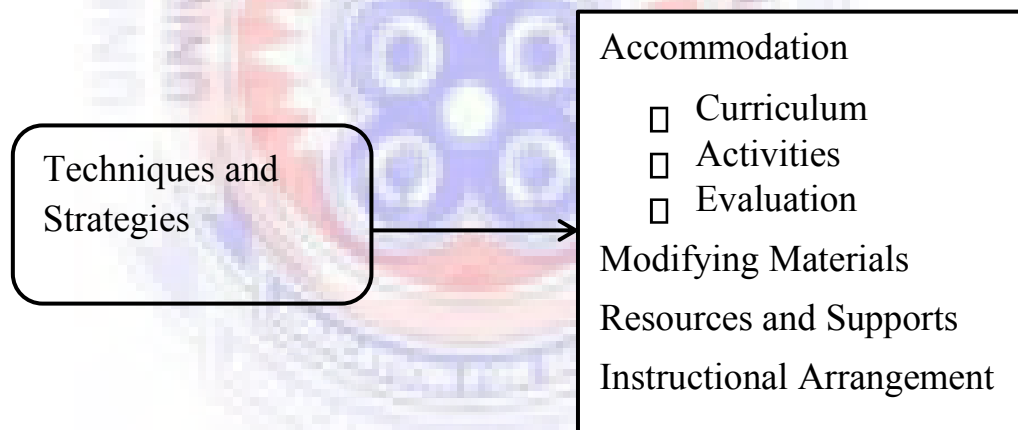 Techniques and
Strategies
Accommodation
Curriculum
Activities
Evaluation
Modifying Materials
Resources and Supports
Instructional Arrangement